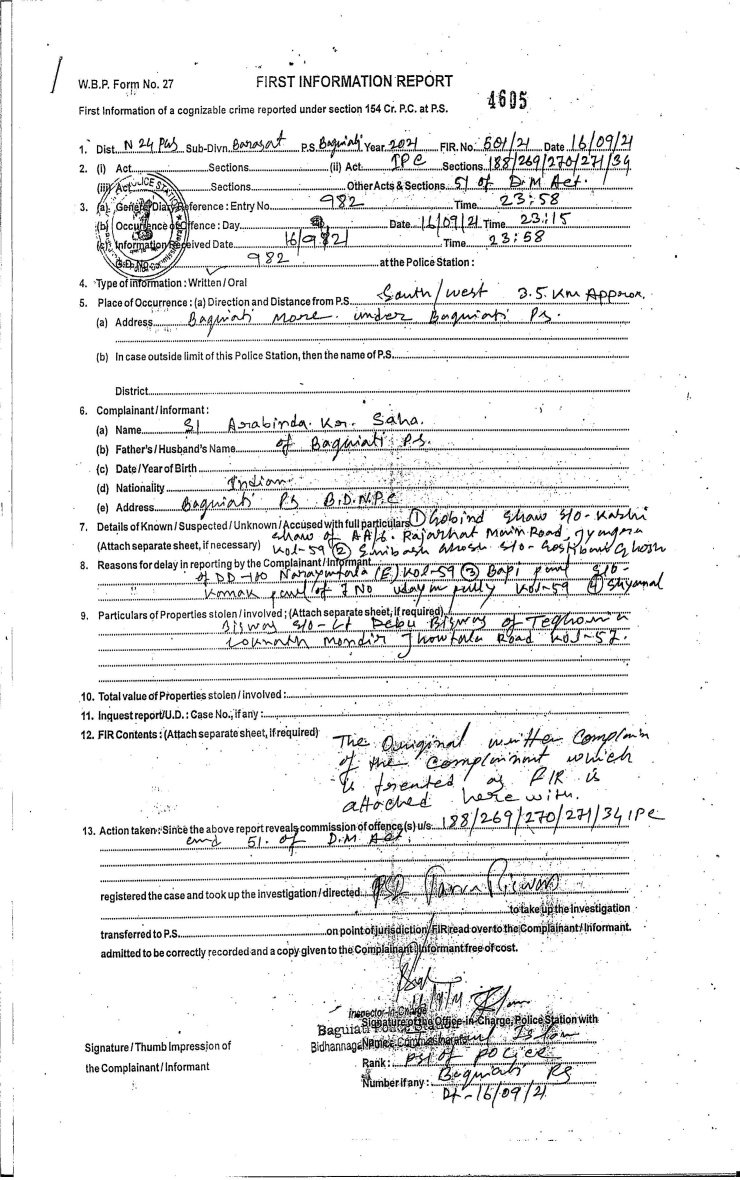 W.B.P. Form No. 27
FIRST INFORMATION REPORT
4605
First Information of a cognizable crime reported under section 154 Cr. P.C. at P.S.
1. Dist. N 24 Pgs Sub-Divn. Barasat P.S. Baguiati Year 2021 FIR. No. 501/21 Date 16/09/21
2. (i) Act Sections (ii) Act. IPC Sections 188/269/270/271/34
(iii) Act Sections Other Acts & Sections 51 of D.M Act.
3. (a) General Diary Reference : Entry No. 982 Time 23:58
(b) Occurrence of Offence : Day Date 16/09/21 Time 23:15
(c) Information Received Date 16/9/21 Time 23:58
G.D. No. 982 at the Police Station :
4. Type of information : Written / Oral
5. Place of Occurrence : (a) Direction and Distance from P.S. South/west 3.5 Km Approx.
(a) Address Baguiati more under Baguiati Ps.
(b) In case outside limit of this Police Station, then the name of P.S.
District
6. Complainant / Informant :
(a) Name SI Arabinda Kr. Saha.
(b) Father's / Husband's Name of Baguiati P.S.
(c) Date / Year of Birth
(d) Nationality Indian
(e) Address Baguiati Ps B.D.N.P.C
7. Details of Known / Suspected / Unknown / Accused with full particulars ① Gobind Shaw S/O- Kashi
(Attach separate sheet, if necessary) Shaw of AA/6. Rajarhat Main Road, Jyangra
Kol-59 ② Ghosh S/O- Ghosh
8. Reasons for delay in reporting by the Complainant / Informant
of DD-180 Narayantala (E) Kol-59 ③ Bapi paul S/O-
paul of 7 NO udayan pally Kol-59 ④
9. Particulars of Properties stolen / involved ; (Attach separate sheet, if required)
Biswas S/O- Lt Debu Biswas of Teghoria
Loknath Mondir Jhowtala Road Kol-57.
10. Total value of Properties stolen / involved :
11. Inquest report/U.D. : Case No., if any :
12. FIR Contents : (Attach separate sheet, if required) The Original written Complain
of the Complainant which
is treated as FIR is
attached here with.
13. Action taken : Since the above report reveals commission of offence(s) u/s: 188/269/270/271/34 IPC
and 51. of D.M Act.
registered the case and took up the investigation / directed PSI
to take up the investigation
transferred to P.S. on point of jurisdiction FIR read over to the Complainant / Informant.
admitted to be correctly recorded and a copy given to the Complainant / Informant free of cost.
Inspector-in-Charge
Signature of the Office-in-Charge, Police Station with
Baguiati Police Station
Bidhannagar Police Commissionerate
Name:
Signature / Thumb Impression of
the Complainant / Informant
Rank : PSI of police
Number if any : Baguiati PS
Dt-16/09/21